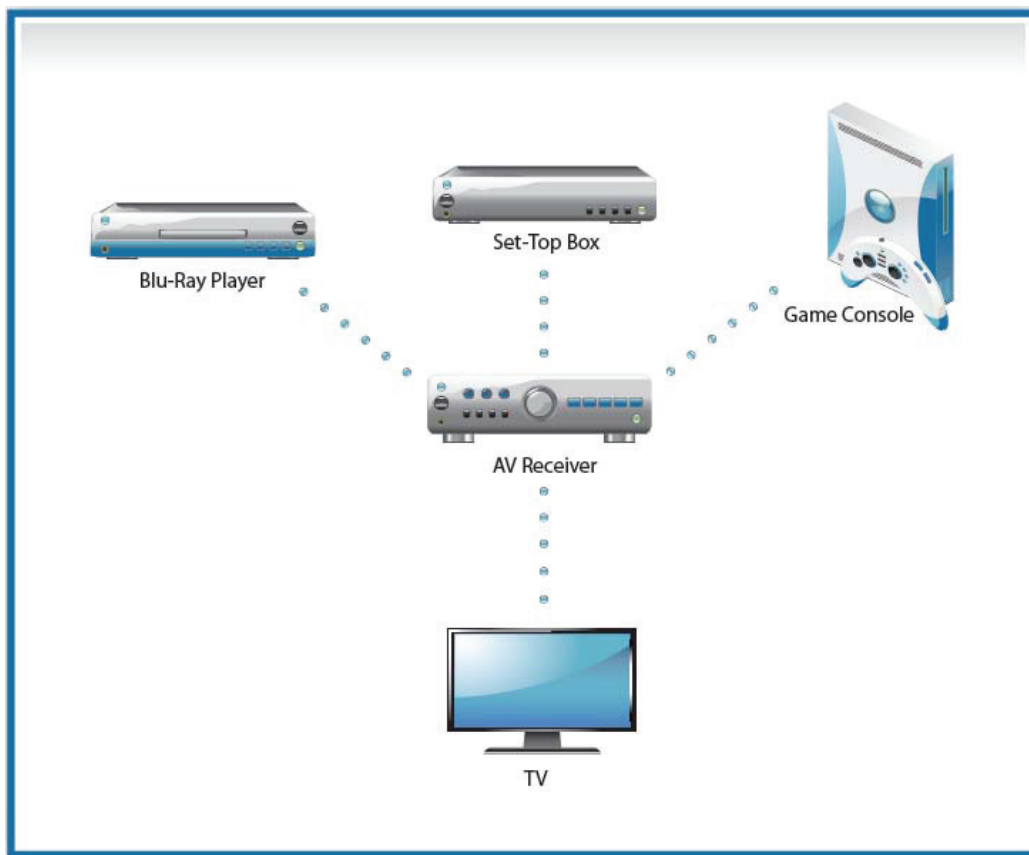 Set-Top Box
Blu-Ray Player
Game Console
AV Receiver
TV